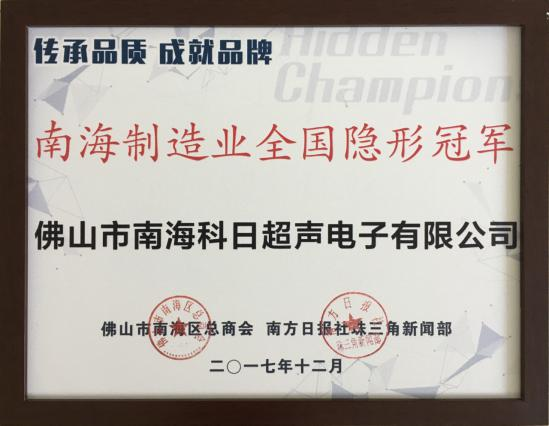 传承品质 成就品牌
Hidden
Champion
南海制造业全国隐形冠军
佛山市南海科日超声电子有限公司
佛山市南海区总商会 南方日报社珠三角新闻部
二〇一七年十二月